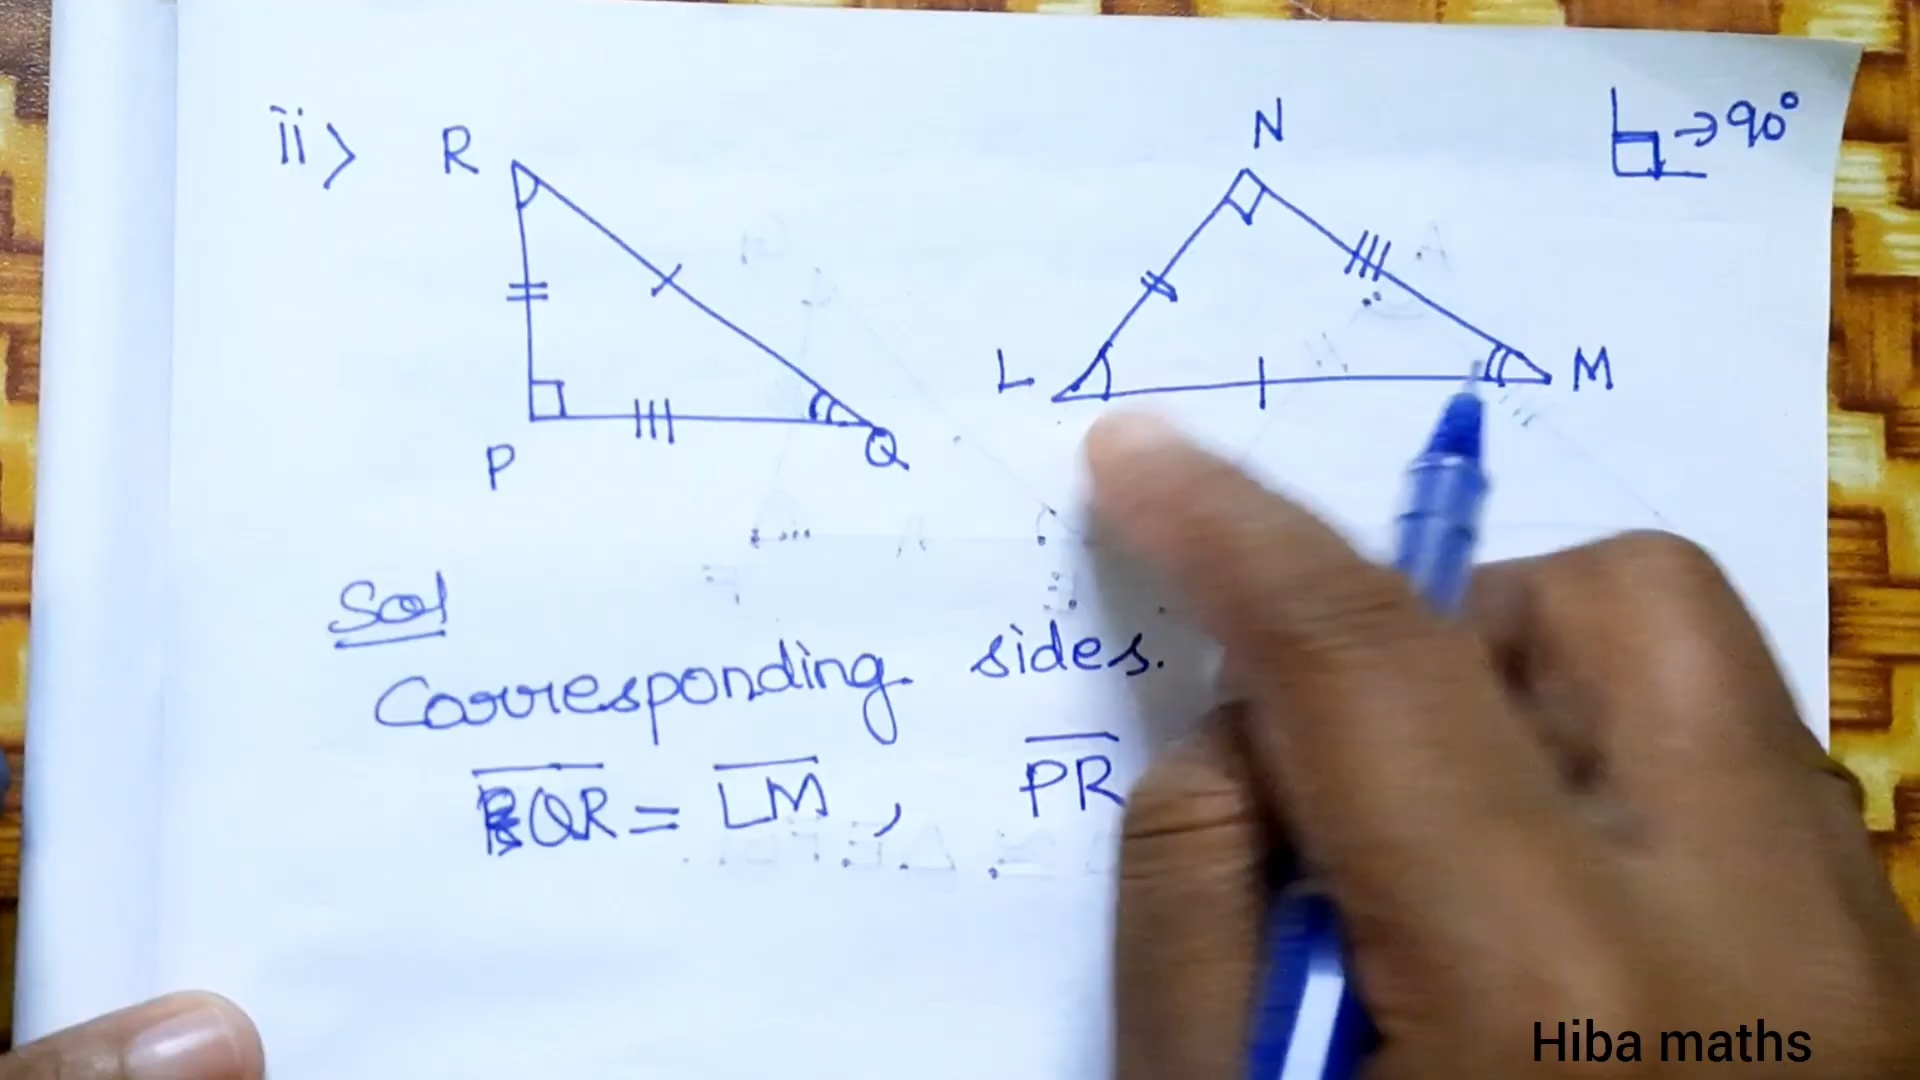 ii>
R
N
→90°
L
M
P
Q
Sol
Corresponding sides.
QR = LM, PR
Hiba maths